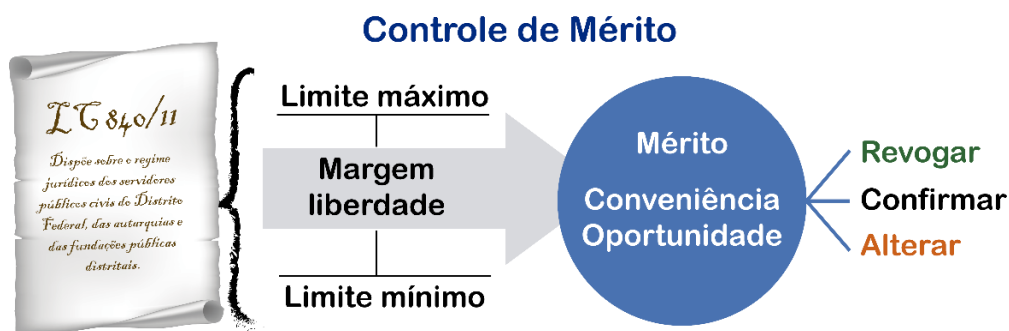 Controle de Mérito
LC 840/11
Dispõe sobre o regime
jurídicos dos servidores
públicos civis do Distrito
Federal, das autarquias e
das fundações públicas
distritais.
Limite máximo
Margem
liberdade
Limite mínimo
Mérito
Conveniência
Oportunidade
Revogar
Confirmar
Alterar